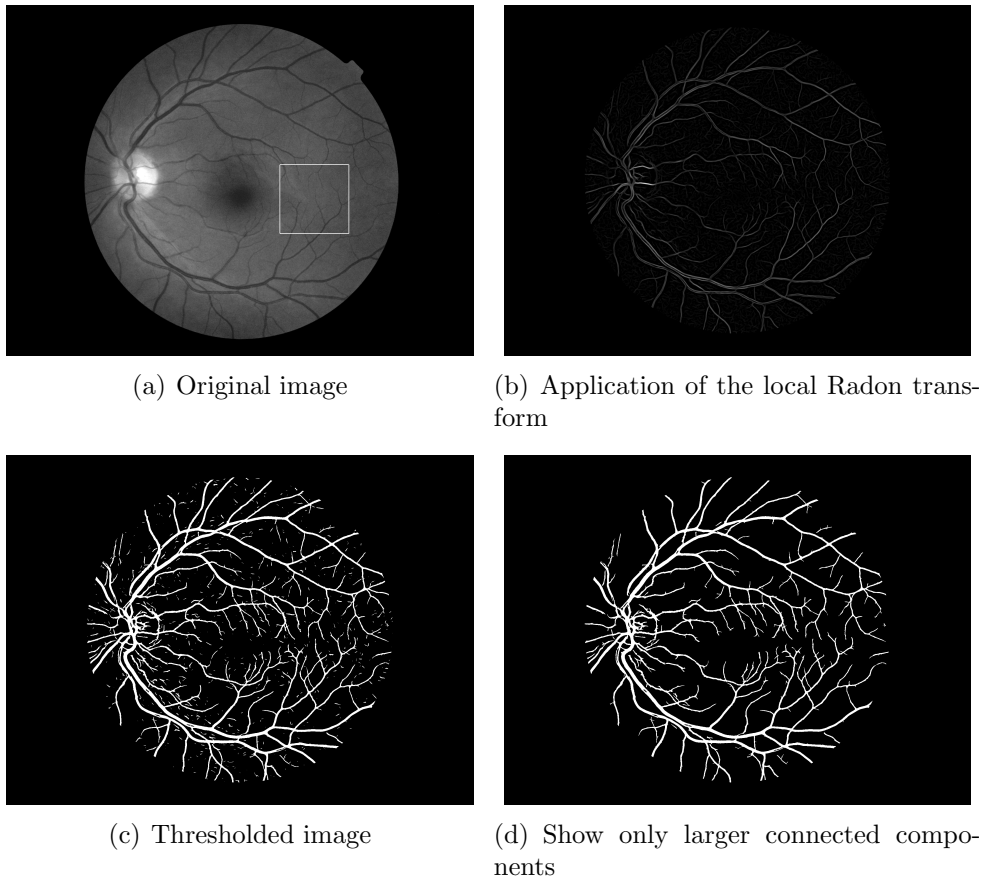 (a) Original image
(b) Application of the local Radon trans-
form
(c) Thresholded image
(d) Show only larger connected compo-
nents